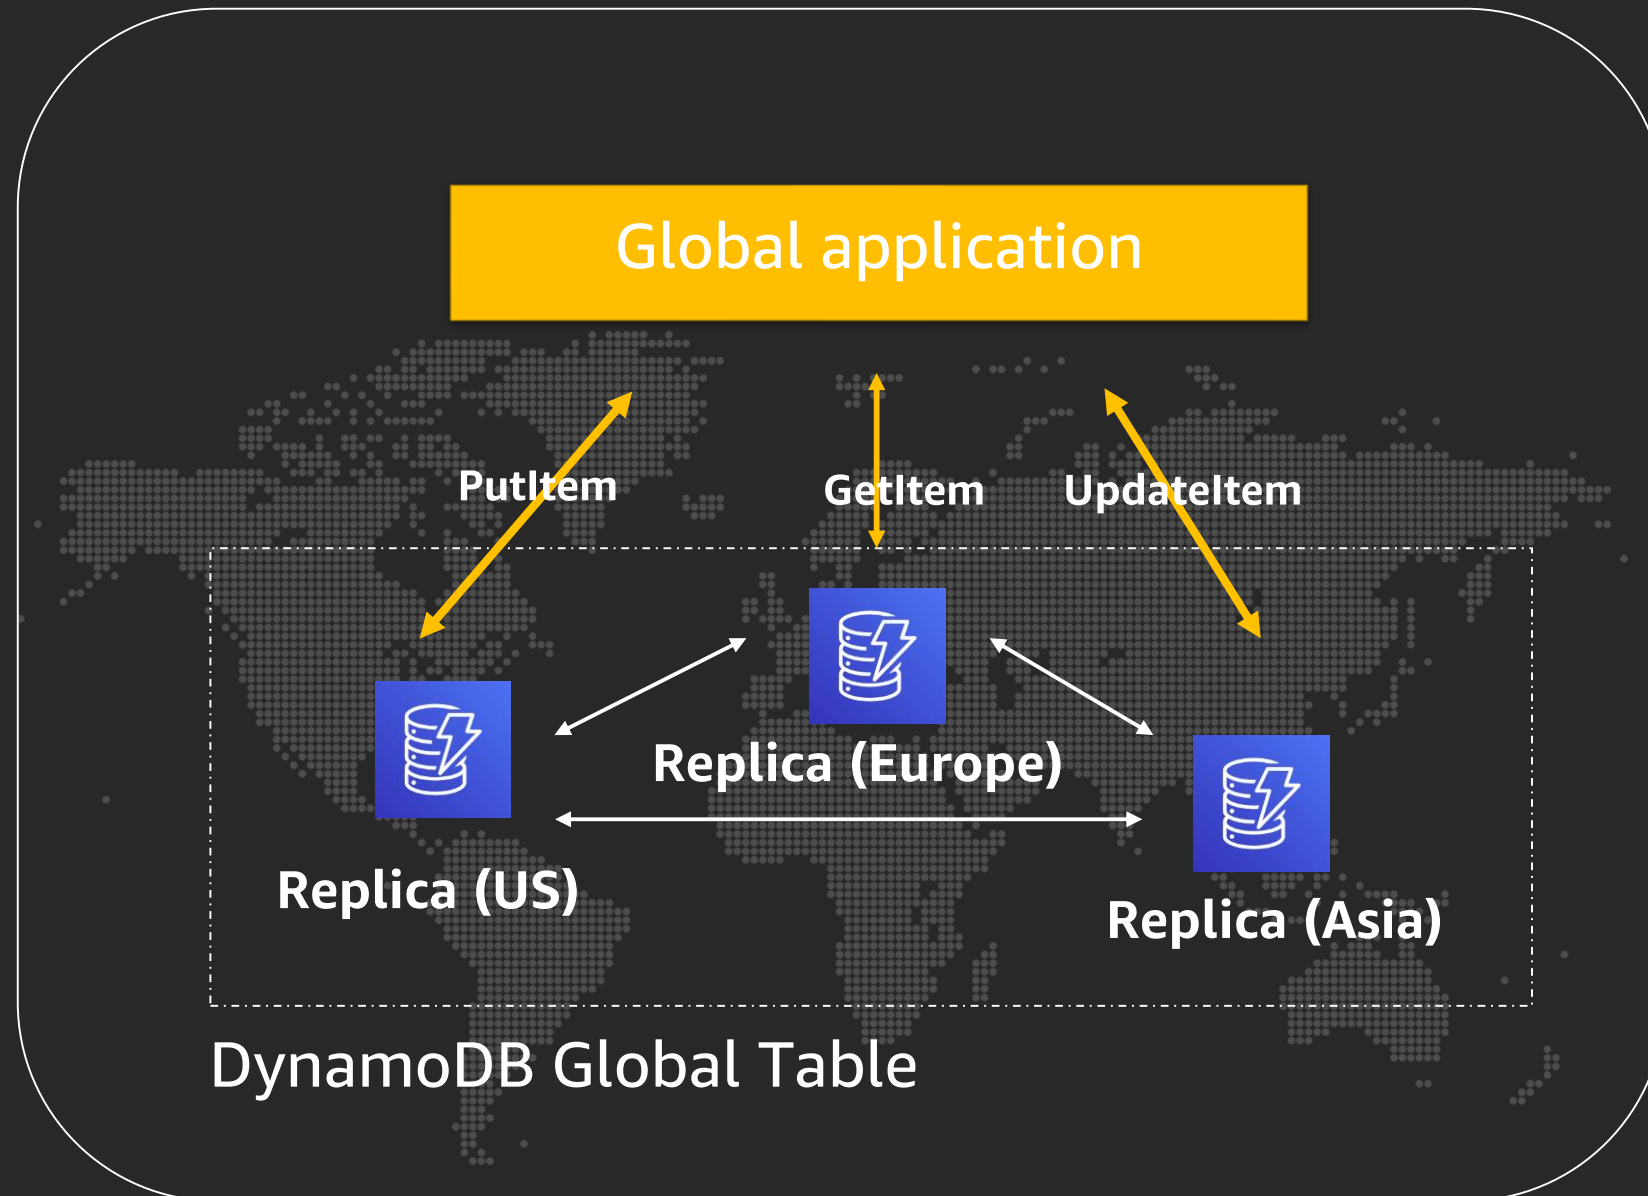 Global application
PutItem
GetItem
UpdateItem
Replica (Europe)
Replica (US)
Replica (Asia)
DynamoDB Global Table